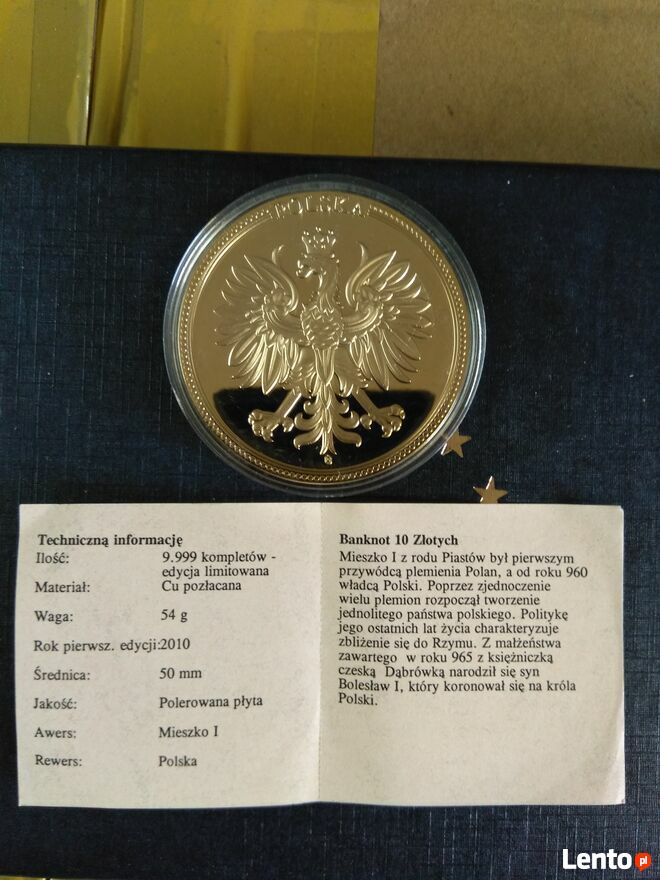 POLSKA
Techniczną informację
Ilość: 9.999 kompletów -
edycja limitowana
Materiał: Cu pozłacana
Waga: 54 g
Rok pierwsz. edycji:2010
Średnica: 50 mm
Jakość: Polerowana płyta
Awers: Mieszko I
Rewers: Polska
Banknot 10 Złotych
Mieszko I z rodu Piastów był pierwszym
przywódcą plemienia Polan, a od roku 960
władcą Polski. Poprzez zjednoczenie
wielu plemion rozpoczął tworzenie
jednolitego państwa polskiego. Politykę
jego ostatnich lat życia charakteryzuje
zbliżenie się do Rzymu. Z małżeństwa
zawartego w roku 965 z księżniczką
czeską Dąbrówką narodził się syn
Bolesław I, który koronował się na króla
Polski.
Lento.pl